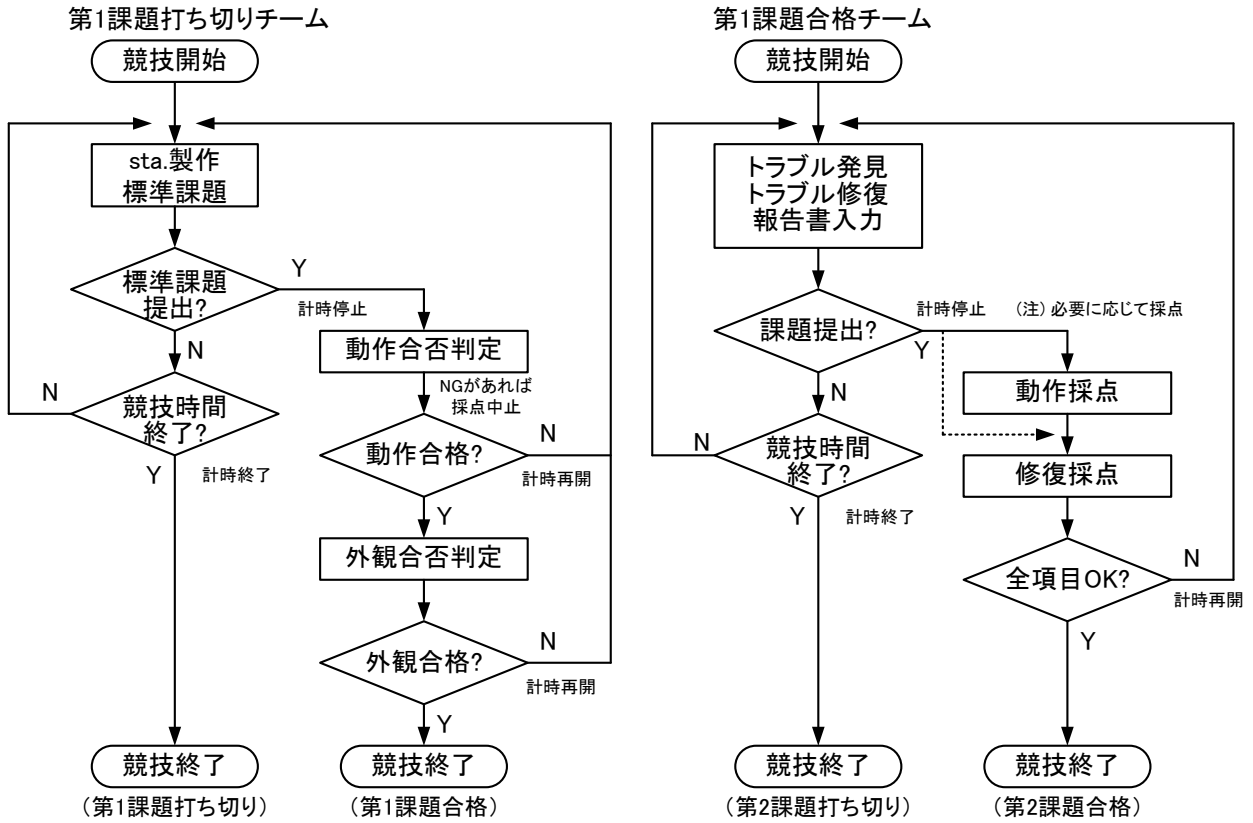 第1課題打ち切りチーム
競技開始
sta.製作
標準課題
標準課題
提出?
Y
計時停止
N
動作合否判定
NGがあれば
採点中止
N
競技時間
終了?
Y
計時終了
動作合格?
N
計時再開
Y
外観合否判定
外観合格?
N
計時再開
Y
競技終了
(第1課題打ち切り)
競技終了
(第1課題合格)
第1課題合格チーム
競技開始
トラブル発見
トラブル修復
報告書入力
課題提出?
計時停止
(注) 必要に応じて採点
Y
N
動作採点
N
競技時間
終了?
Y
計時終了
修復採点
全項目OK?
N
計時再開
Y
競技終了
(第2課題打ち切り)
競技終了
(第2課題合格)